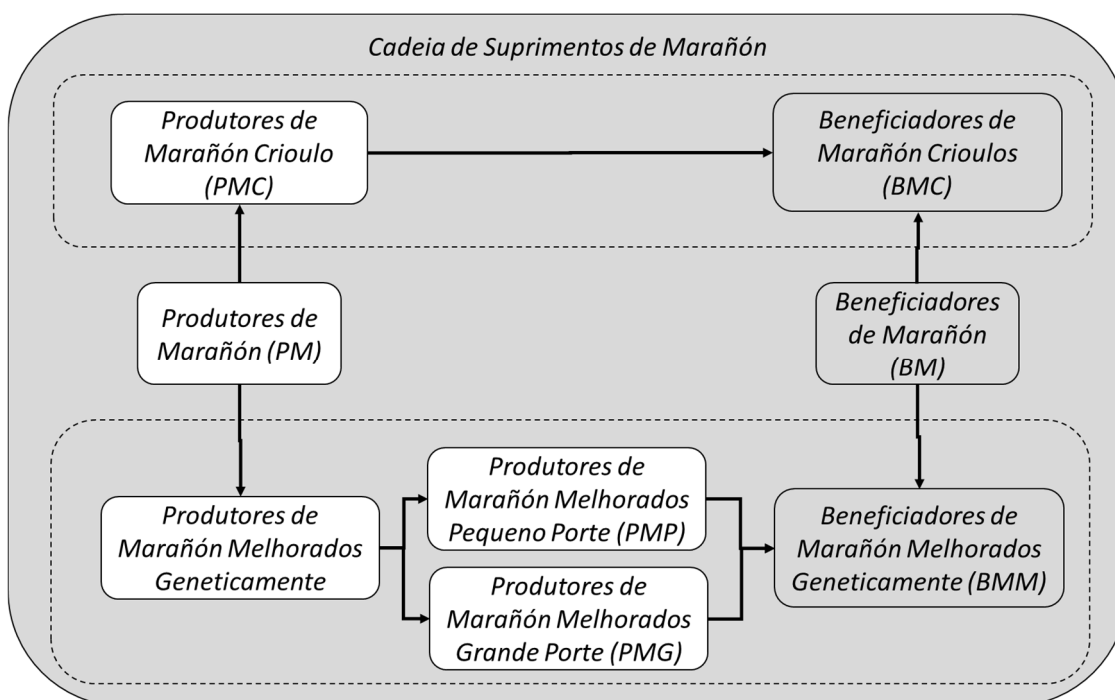 Cadeia de Suprimentos de Marañón
Produtores de
Marañón Crioulo
(PMC)
Beneficiadores de
Marañón Crioulos
(BMC)
Produtores de
Marañón (PM)
Beneficiadores
de Marañón
(BM)
Produtores de
Marañón Melhorados
Geneticamente
Produtores de
Marañón Melhorados
Pequeno Porte (PMP)
Produtores de
Marañón Melhorados
Grande Porte (PMG)
Beneficiadores de
Marañón Melhorados
Geneticamente (BMM)